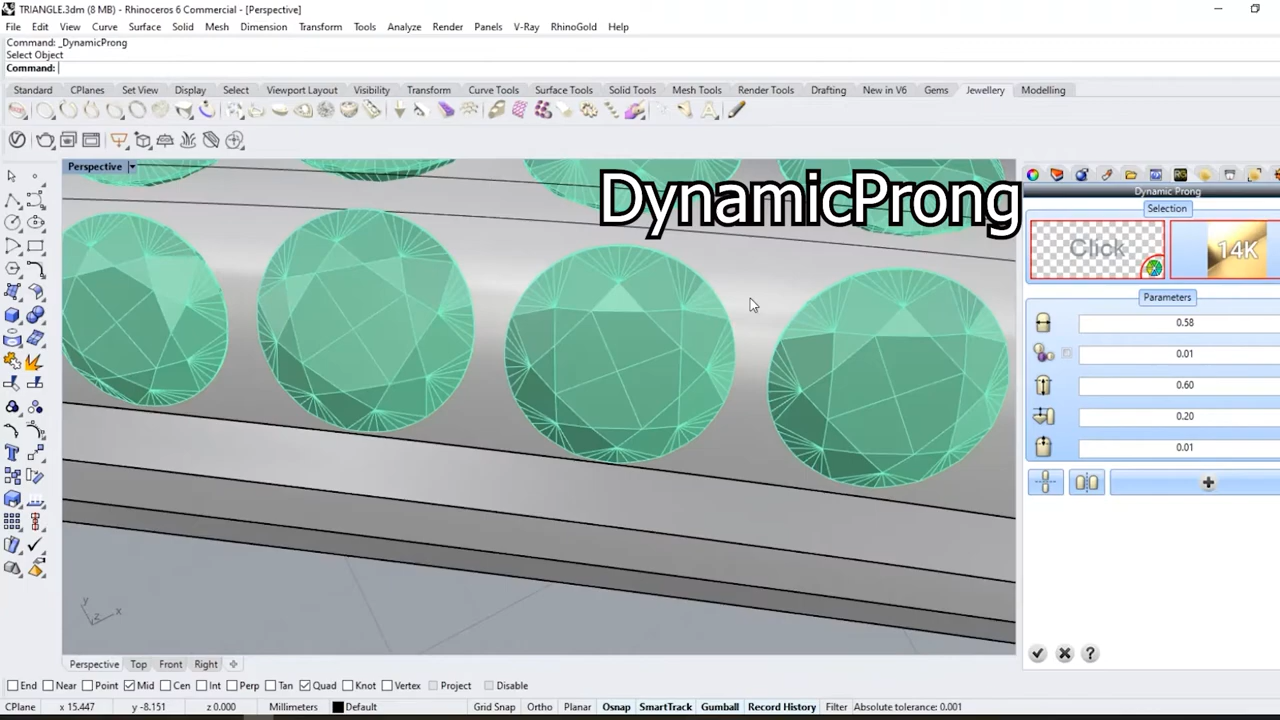 TRIANGLE.3dm (8 MB) - Rhinoceros 6 Commercial - [Perspective]
File Edit View Curve Surface Solid Mesh Dimension Transform Tools Analyze Render Panels V-Ray RhinoGold Help
Command: _DynamicProng
Select Object
Command:
Standard CPlanes Set View Display Select Viewport Layout Visibility Transform Curve Tools Surface Tools Solid Tools Mesh Tools Render Tools Drafting New in V6 Gems Jewellery Modelling
Perspective
DynamicProng
Dynamic Prong
Selection
Click 14K
Parameters
0.58
0.01
0.60
0.20
0.01
y
z x
Perspective Top Front Right
End Near Point Mid Cen Int Perp Tan Quad Knot Vertex Project Disable
CPlane x 15.447 y -8.151 z 0.000 Millimeters Default Grid Snap Ortho Planar Osnap SmartTrack Gumball Record History Filter Absolute tolerance: 0.001